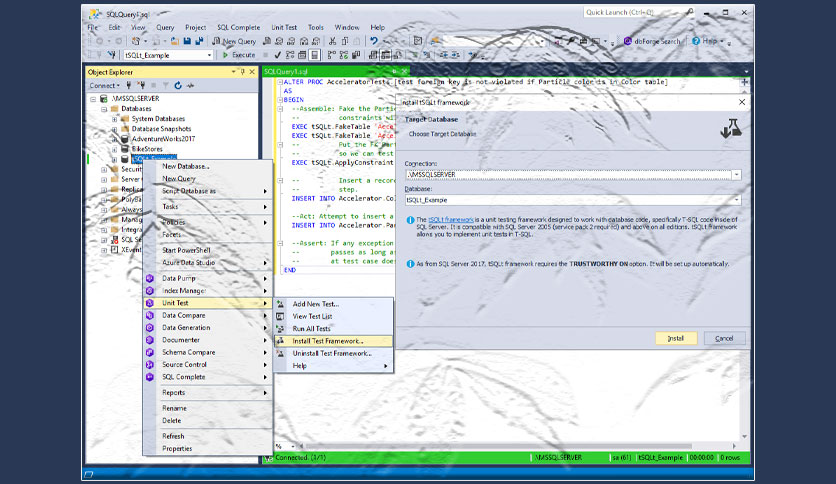 SQLQuery1.sql
Quick Launch (Ctrl+Q)
File Edit View Query Project SQL Complete Unit Test Tools Window Help
New Query
doForge Search
Help
tSQLt_Example
Execute
Object Explorer
SQLQuery1.sql
Connect
.\MSSQLSERVER
Databases
System Databases
Database Snapshots
AdventureWorks2017
BikeStores
tSQLt_Example
Security
Server
Replica
PolyBa
Always
Manag
Integra
SQL Se
XEvent
ALTER PROC AcceleratorTests.[test foreign key is not violated if Particle color is in Color table]
AS
BEGIN
--Assemble: Fake the Parti
-- constraints wi
EXEC tSQLt.FakeTable 'Acce
EXEC tSQLt.FakeTable 'Acce
-- Put the FK Part
-- so we can test
EXEC tSQLt.ApplyConstraint
-- Insert a recor
-- step.
INSERT INTO Accelerator.Co
--Act: Attempt to insert a
INSERT INTO Accelerator.Par
--Assert: If any exception
-- passes as long as
-- at test case does
END
New Database...
New Query
Script Database as
Tasks
Policies
Facets
Start PowerShell
Azure Data Studio
Data Pump
Index Manager
Unit Test
Data Compare
Data Generation
Documenter
Schema Compare
Source Control
SQL Complete
Reports
Rename
Delete
Refresh
Properties
Add New Test...
View Test List
Run All Tests
Install Test Framework...
Uninstall Test Framework...
Help
Install tSQLt framework
Target Database
Choose Target Database
Connection:
.\MSSQLSERVER
Database:
tSQLt_Example
The tSQLt framework is a unit testing framework designed to work with database code, specifically T-SQL code inside of
SQL Server. It is compatible with SQL Server 2005 (service pack 2 required) and above on all editions. tSQLt framework
allows you to implement unit tests in T-SQL.
As from SQL Server 2017, tSQLt framework requires the TRUSTWORTHY ON option. It will be set up automatically.
Install
Cancel
%
Connected. (1/1)
.\MSSQLSERVER
sa (61)
tSQLt_Example
00:00:00
0 rows